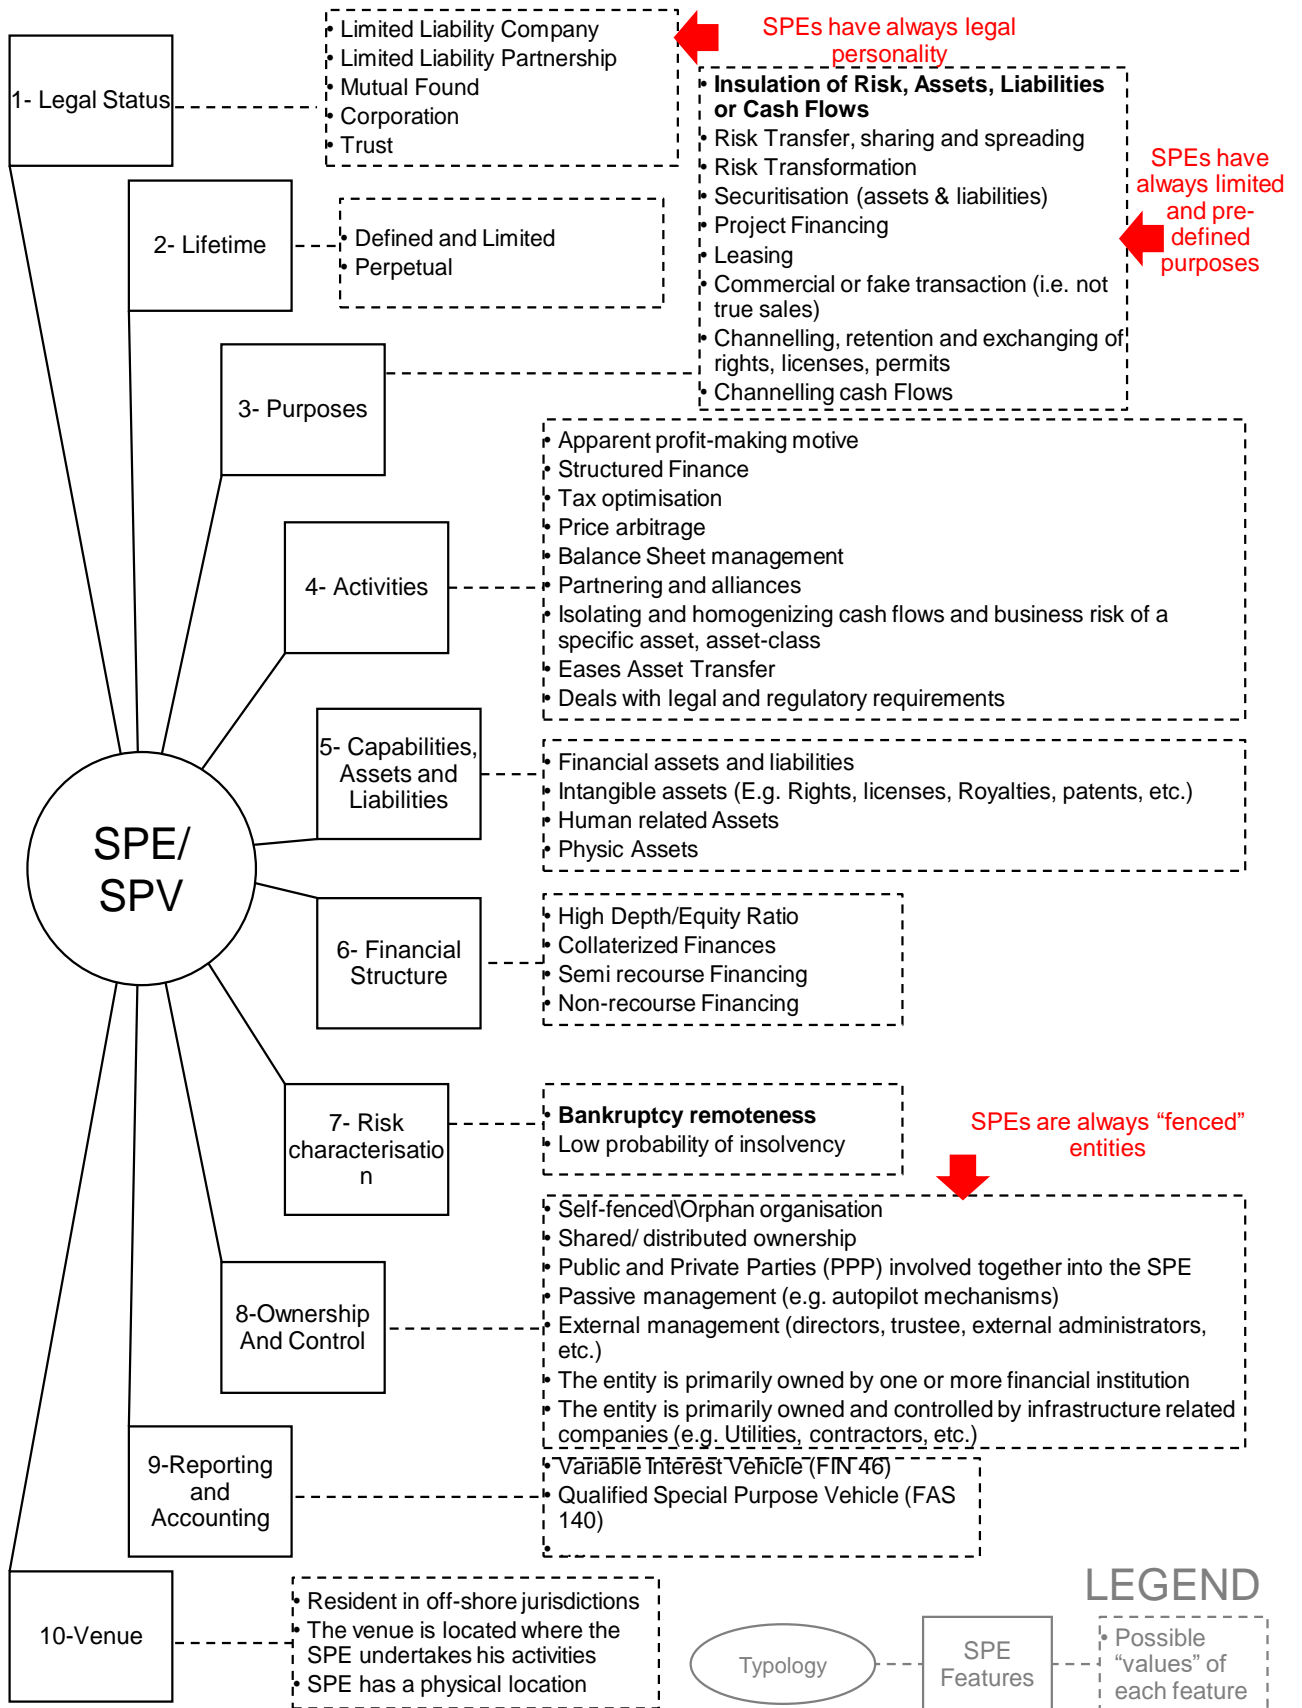 1- Legal Status
• Limited Liability Company
• Limited Liability Partnership
• Mutual Found
• Corporation
• Trust
SPEs have always legal
personality
2- Lifetime
• Defined and Limited
• Perpetual
3- Purposes
• Insulation of Risk, Assets, Liabilities
or Cash Flows
• Risk Transfer, sharing and spreading
• Risk Transformation
• Securitisation (assets & liabilities)
• Project Financing
• Leasing
• Commercial or fake transaction (i.e. not
true sales)
• Channelling, retention and exchanging of
rights, licenses, permits
• Channelling cash Flows
SPEs have
always limited
and pre-
defined
purposes
4- Activities
• Apparent profit-making motive
• Structured Finance
• Tax optimisation
• Price arbitrage
• Balance Sheet management
• Partnering and alliances
• Isolating and homogenizing cash flows and business risk of a
specific asset, asset-class
• Eases Asset Transfer
• Deals with legal and regulatory requirements
SPE/
SPV
5- Capabilities,
Assets and
Liabilities
• Financial assets and liabilities
• Intangible assets (E.g. Rights, licenses, Royalties, patents, etc.)
• Human related Assets
• Physic Assets
6- Financial
Structure
• High Depth/Equity Ratio
• Collaterized Finances
• Semi recourse Financing
• Non-recourse Financing
7- Risk
characterisatio
n
• Bankruptcy remoteness
• Low probability of insolvency
SPEs are always “fenced”
entities
8-Ownership
And Control
• Self-fenced\Orphan organisation
• Shared/ distributed ownership
• Public and Private Parties (PPP) involved together into the SPE
• Passive management (e.g. autopilot mechanisms)
• External management (directors, trustee, external administrators,
etc.)
• The entity is primarily owned by one or more financial institution
• The entity is primarily owned and controlled by infrastructure related
companies (e.g. Utilities, contractors, etc.)
9-Reporting
and
Accounting
• Variable Interest Vehicle (FIN 46)
• Qualified Special Purpose Vehicle (FAS
140)
• ...
10-Venue
• Resident in off-shore jurisdictions
• The venue is located where the
SPE undertakes his activities
• SPE has a physical location
LEGEND
Typology
SPE
Features
• Possible
“values” of
each feature